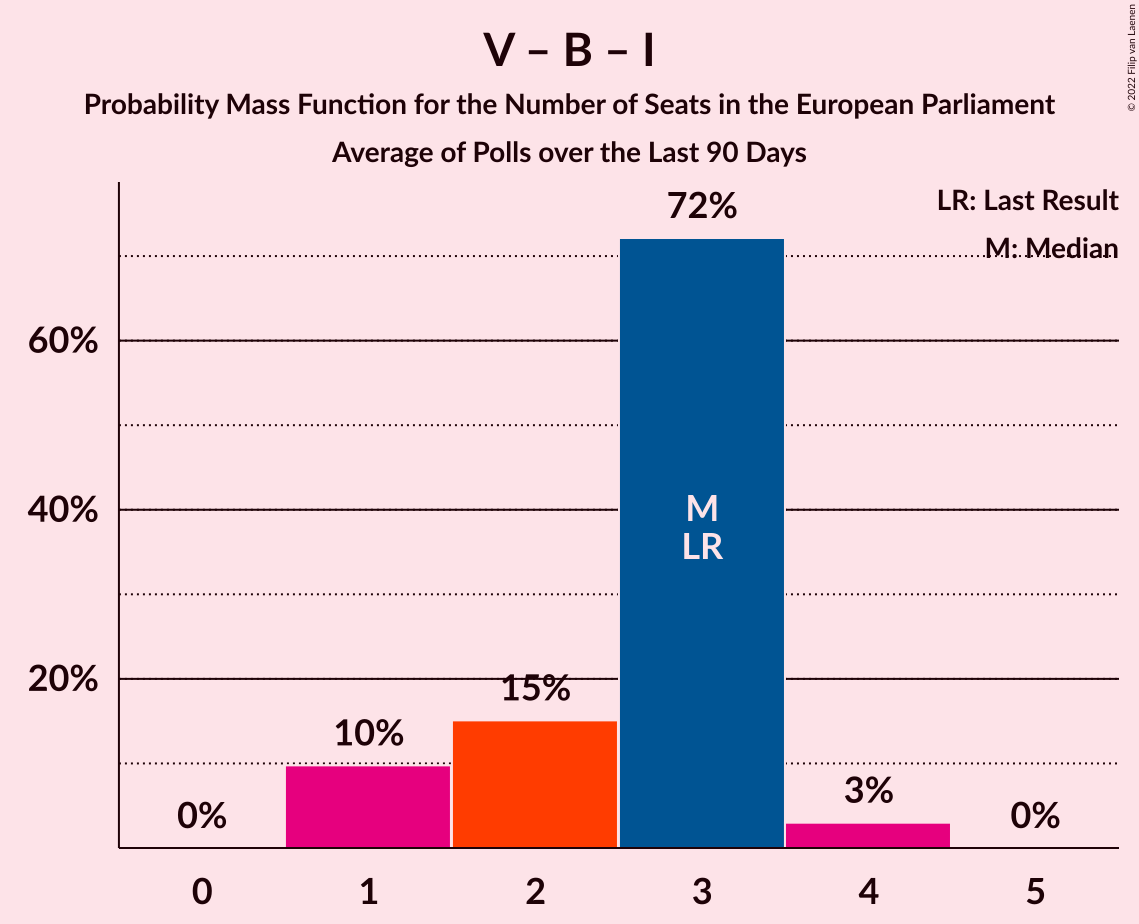 V – B – I
Probability Mass Function for the Number of Seats in the European Parliament
Average of Polls over the Last 90 Days
© 2022 Filip van Laenen
LR: Last Result
M: Median
72%
60%
40%
M
LR
20%
15%
10%
3%
0%
0%
0
1
2
3
4
5